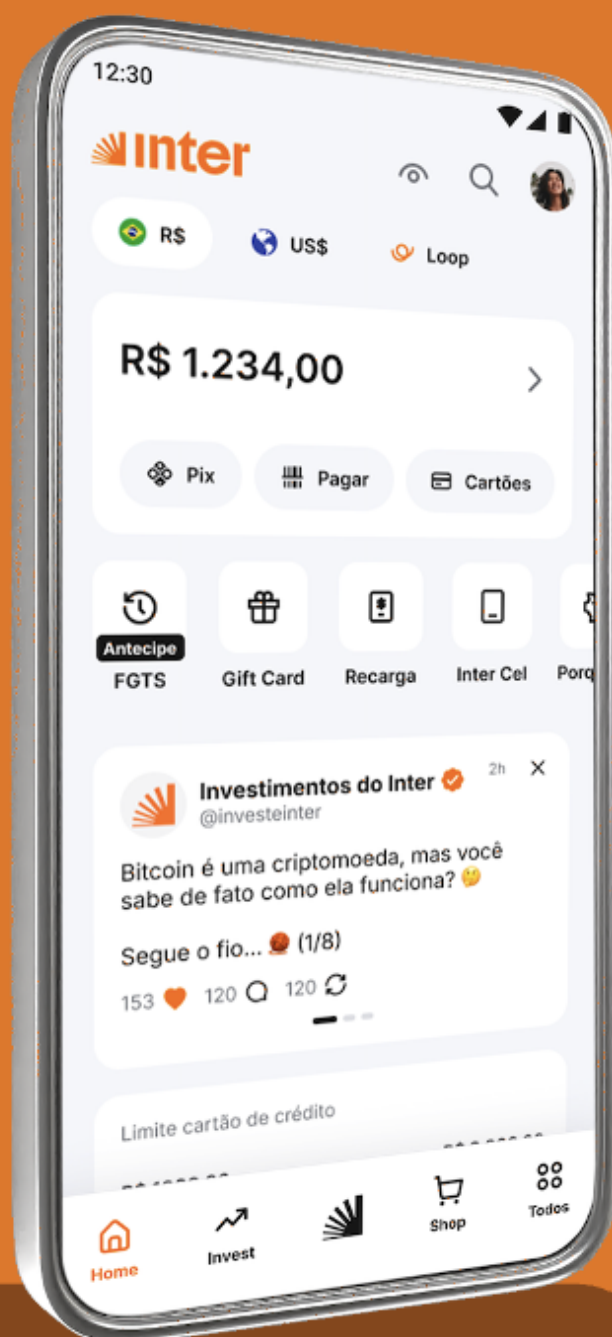 12:30
inter
R$
US$
Loop
R$ 1.234,00
Pix
Pagar
Cartões
Antecipe
FGTS
Gift Card
Recarga
Inter Cel
Porq
Investimentos do Inter
2h
@investeinter
Bitcoin é uma criptomoeda, mas você
sabe de fato como ela funciona? 🤔
Segue o fio... 🧶 (1/8)
153
120
120
Limite cartão de crédito
Home
Invest
Shop
Todos